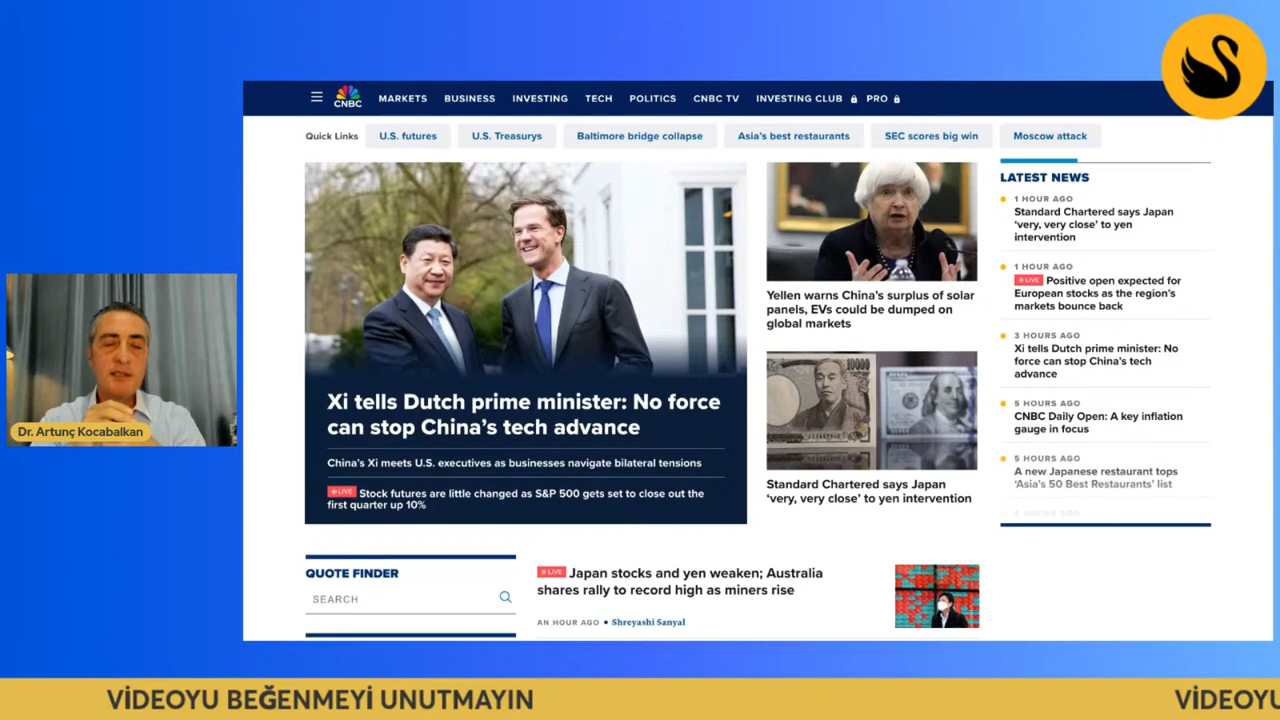 CNBC
MARKETS BUSINESS INVESTING TECH POLITICS CNBC TV INVESTING CLUB PRO
Quick Links U.S. futures U.S. Treasurys Baltimore bridge collapse Asia's best restaurants SEC scores big win Moscow attack
Xi tells Dutch prime minister: No force
can stop China's tech advance
China's Xi meets U.S. executives as businesses navigate bilateral tensions
LIVE Stock futures are little changed as S&P 500 gets set to close out the
first quarter up 10%
Yellen warns China's surplus of solar
panels, EVs could be dumped on
global markets
10000
Standard Chartered says Japan
'very, very close' to yen intervention
LATEST NEWS
1 HOUR AGO
Standard Chartered says Japan
'very, very close' to yen
intervention
1 HOUR AGO
LIVE Positive open expected for
European stocks as the region's
markets bounce back
3 HOURS AGO
Xi tells Dutch prime minister: No
force can stop China's tech
advance
5 HOURS AGO
CNBC Daily Open: A key inflation
gauge in focus
5 HOURS AGO
A new Japanese restaurant tops
'Asia's 50 Best Restaurants' list
QUOTE FINDER
SEARCH
LIVE Japan stocks and yen weaken; Australia
shares rally to record high as miners rise
AN HOUR AGO • Shreyashi Sanyal
Dr. Artunç Kocabalkan
VİDEOYU BEĞENMEYİ UNUTMAYIN
VİDEOYU